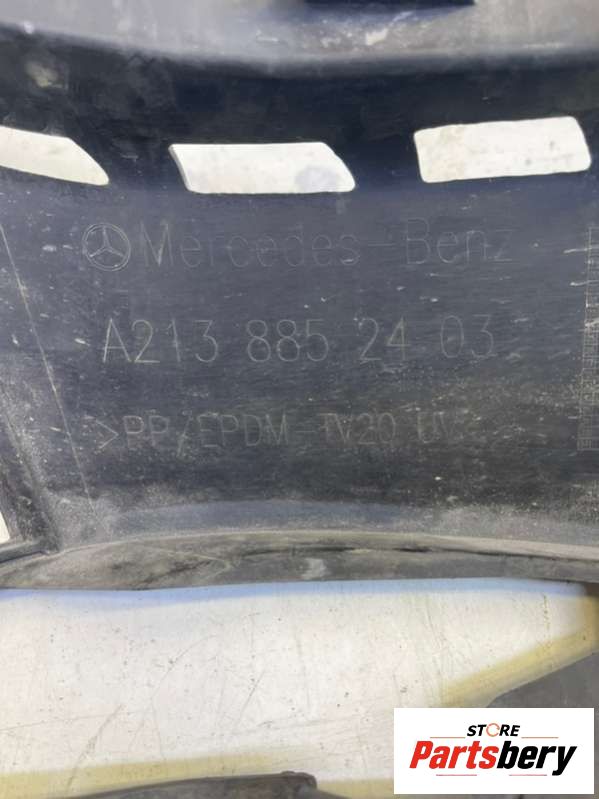 Mercedes-Benz
A213 885 24 03
>PP/EPDM-TV20 UV
STORE
Partsbery